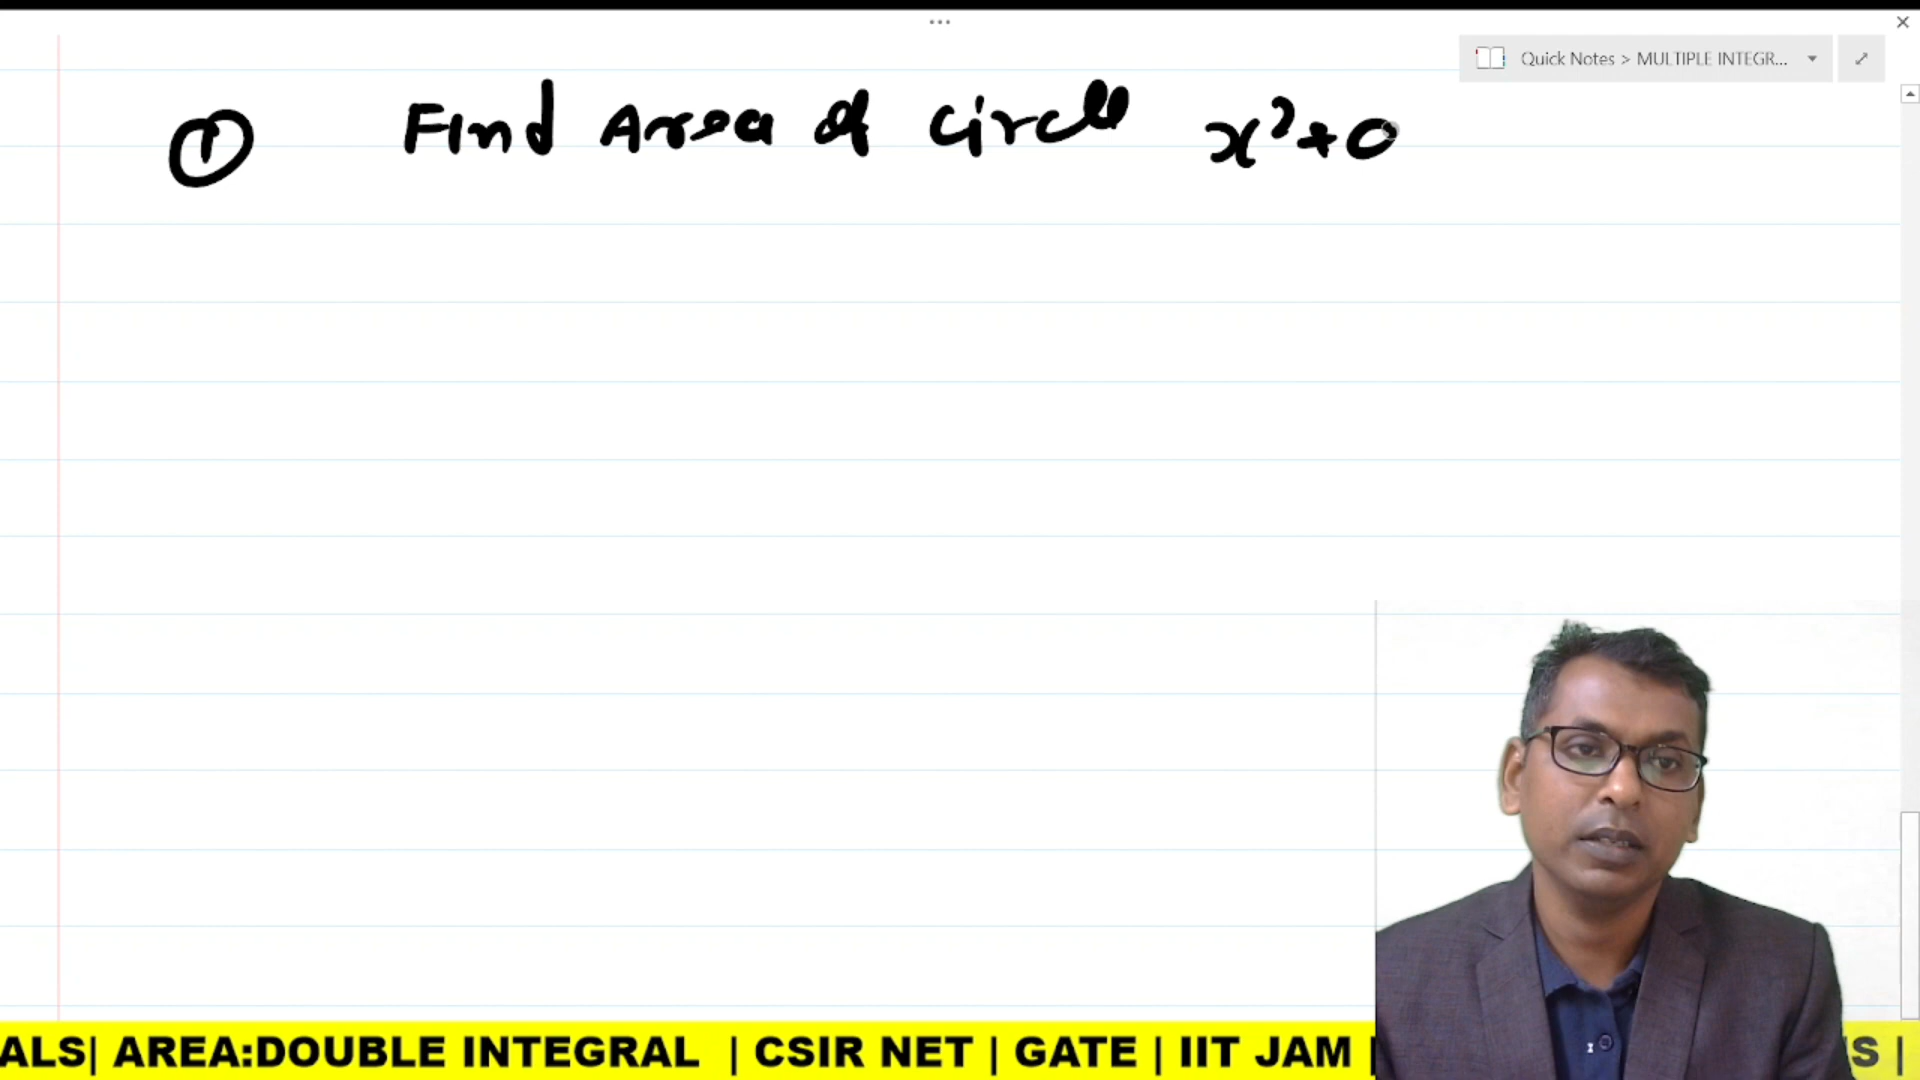 Quick Notes > MULTIPLE INTEGR...
① Find Area of Circle x²+0
ALS| AREA:DOUBLE INTEGRAL | CSIR NET | GATE | IIT JAM | S |